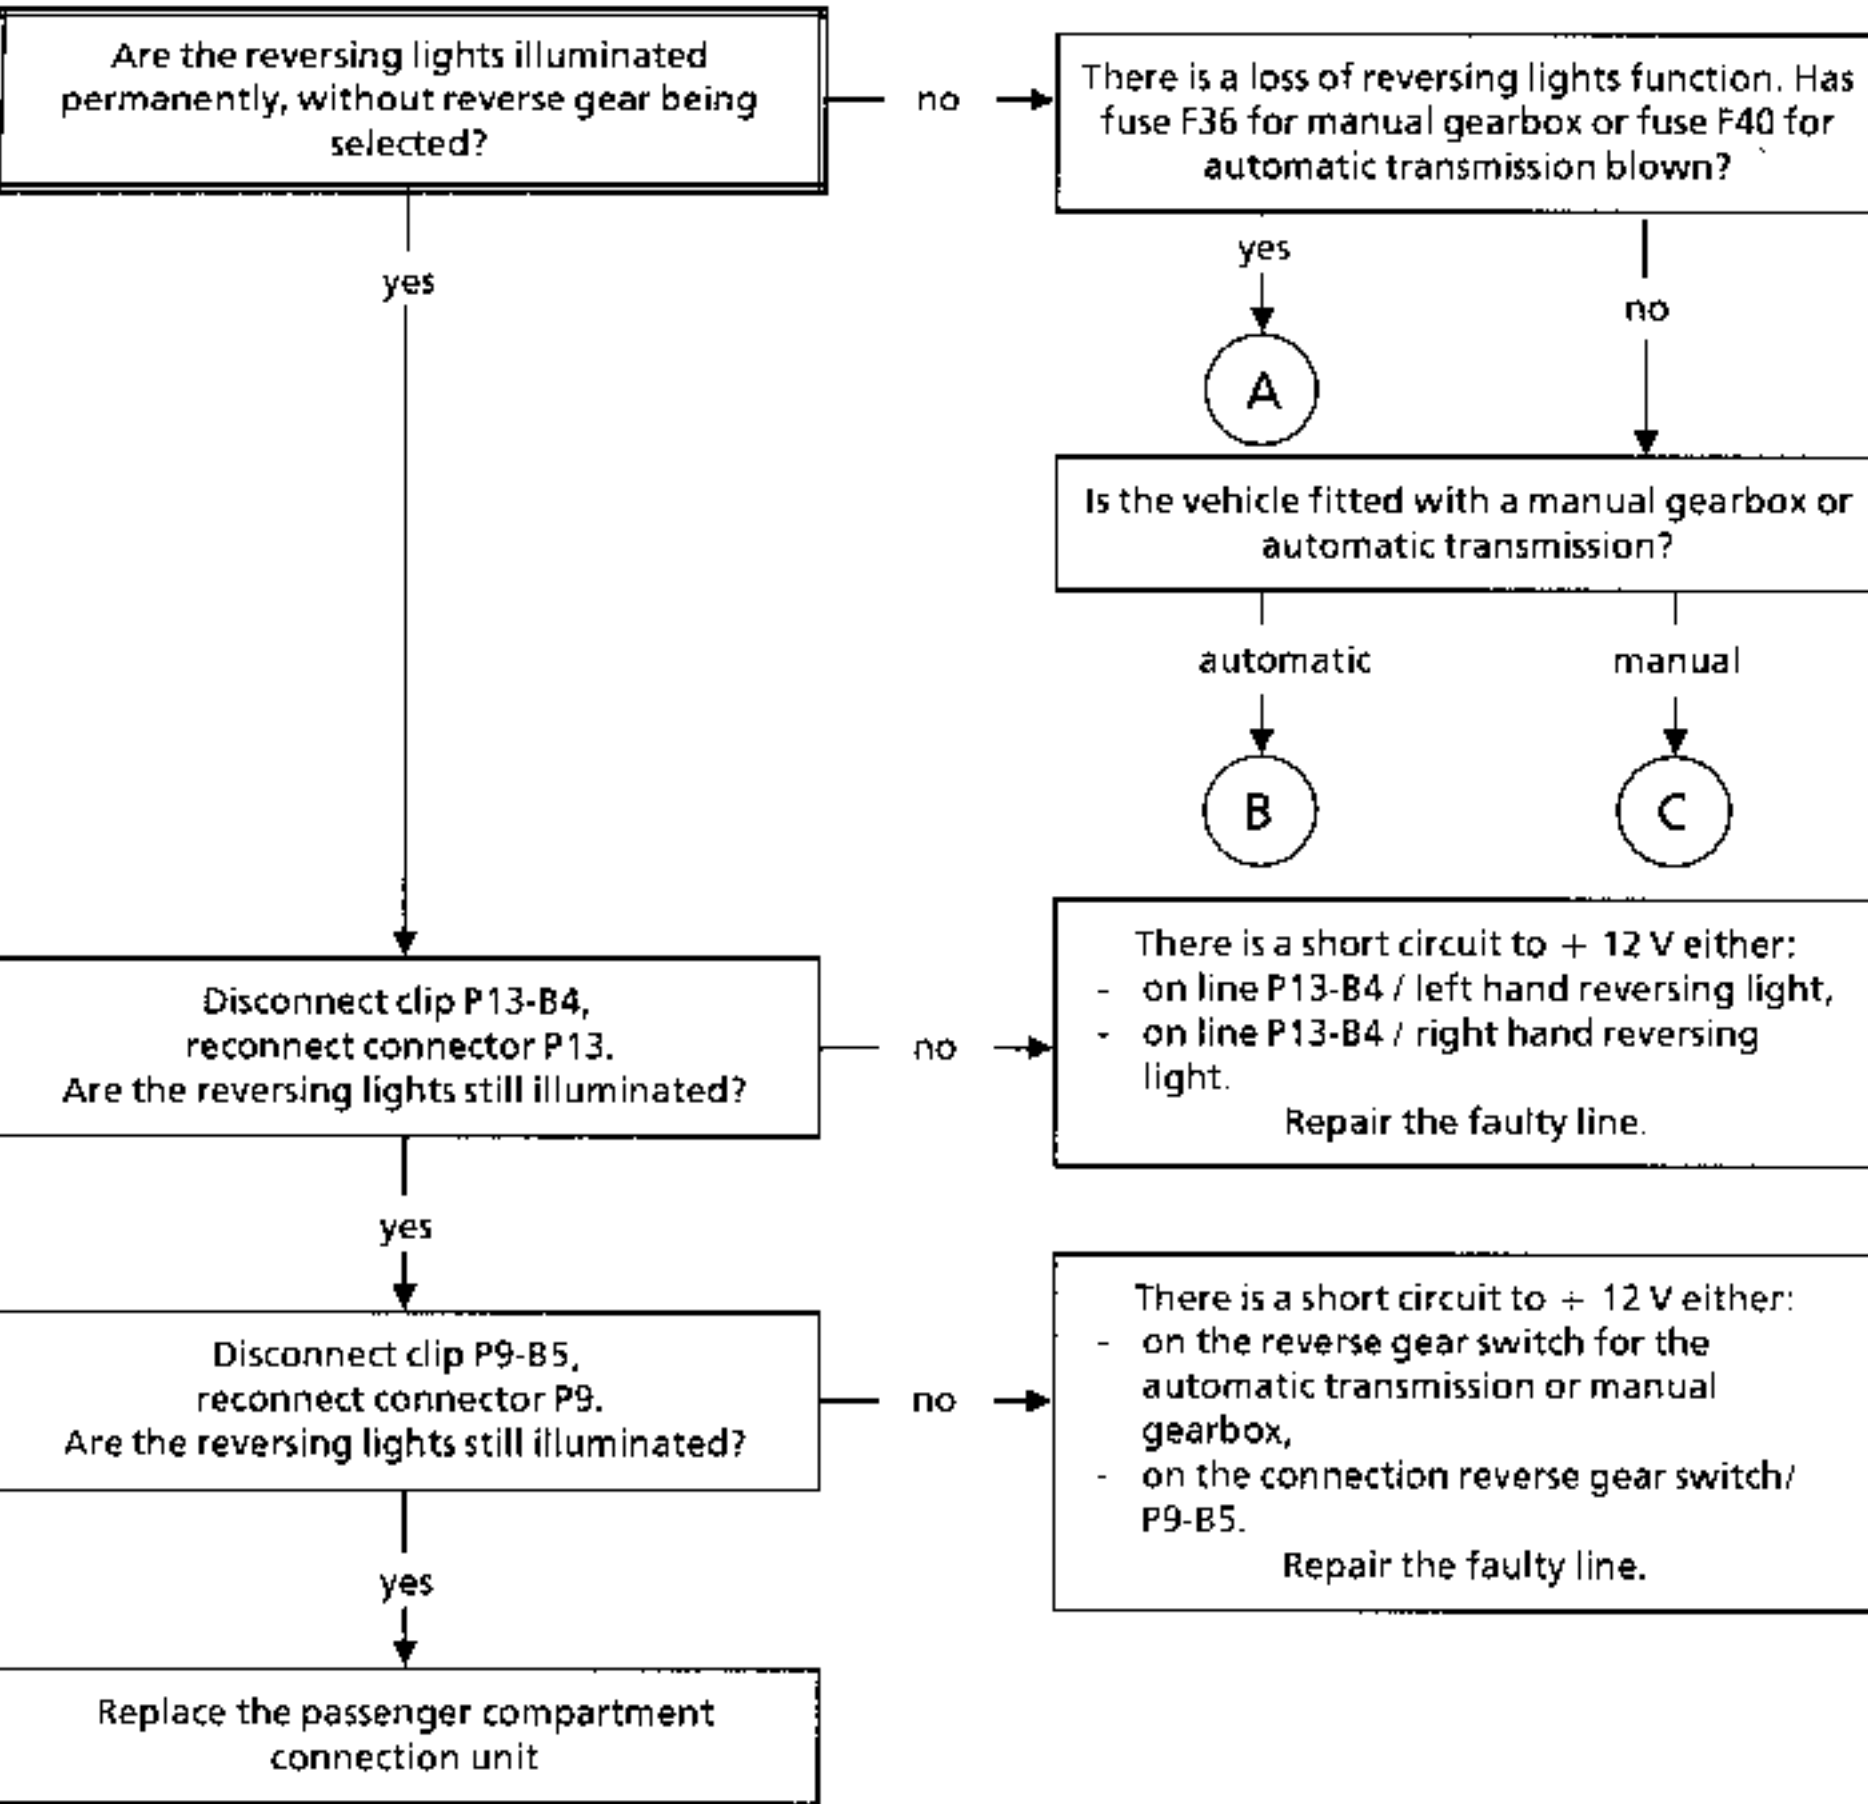 Are the reversing lights illuminated
permanently, without reverse gear being
selected?
no
There is a loss of reversing lights function. Has
fuse F36 for manual gearbox or fuse F40 for
automatic transmission blown?
yes
yes
no
A
Is the vehicle fitted with a manual gearbox or
automatic transmission?
automatic
manual
B
C
Disconnect clip P13-B4,
reconnect connector P13.
Are the reversing lights still illuminated?
no
There is a short circuit to + 12 V either:
- on line P13-B4 / left hand reversing light,
- on line P13-B4 / right hand reversing
light.
Repair the faulty line.
yes
Disconnect clip P9-B5,
reconnect connector P9.
Are the reversing lights still illuminated?
no
There is a short circuit to + 12 V either:
- on the reverse gear switch for the
automatic transmission or manual
gearbox,
- on the connection reverse gear switch/
P9-B5.
Repair the faulty line.
yes
Replace the passenger compartment
connection unit